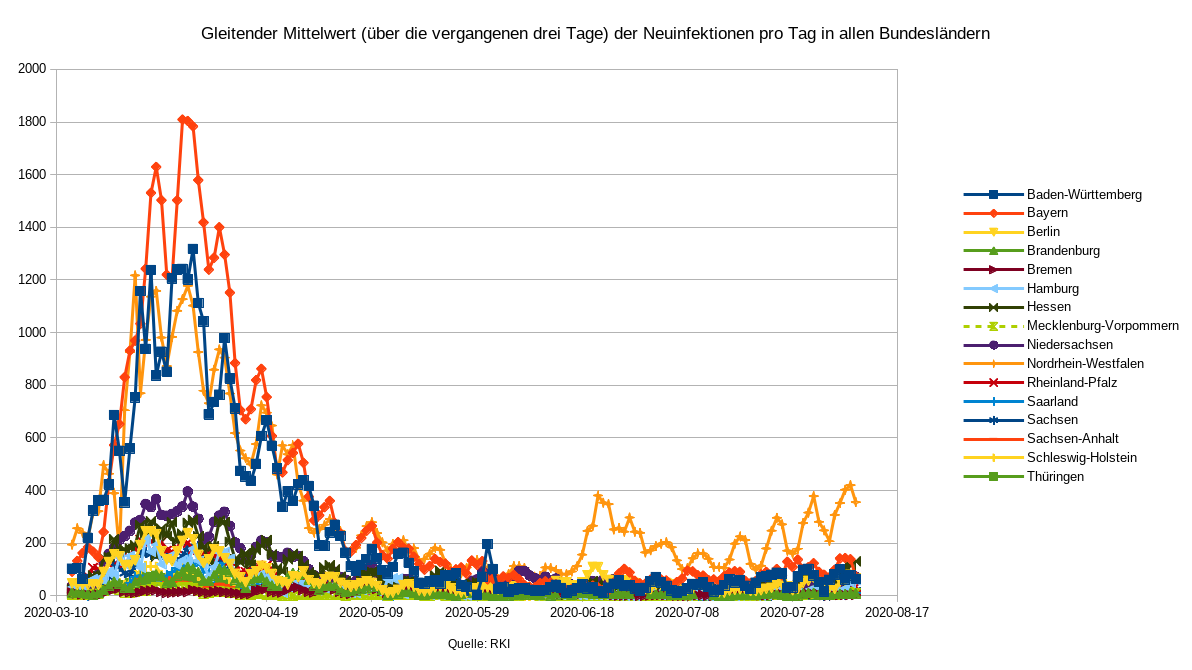 Gleitender Mittelwert (über die vergangenen drei Tage) der Neuinfektionen pro Tag in allen Bundesländern
2000
1800
1600
1400
1200
1000
800
600
400
200
0
2020-03-10 2020-03-30 2020-04-19 2020-05-09 2020-05-29 2020-06-18 2020-07-08 2020-07-28 2020-08-17
Quelle: RKI
Baden-Württemberg
Bayern
Berlin
Brandenburg
Bremen
Hamburg
Hessen
Mecklenburg-Vorpommern
Niedersachsen
Nordrhein-Westfalen
Rheinland-Pfalz
Saarland
Sachsen
Sachsen-Anhalt
Schleswig-Holstein
Thüringen